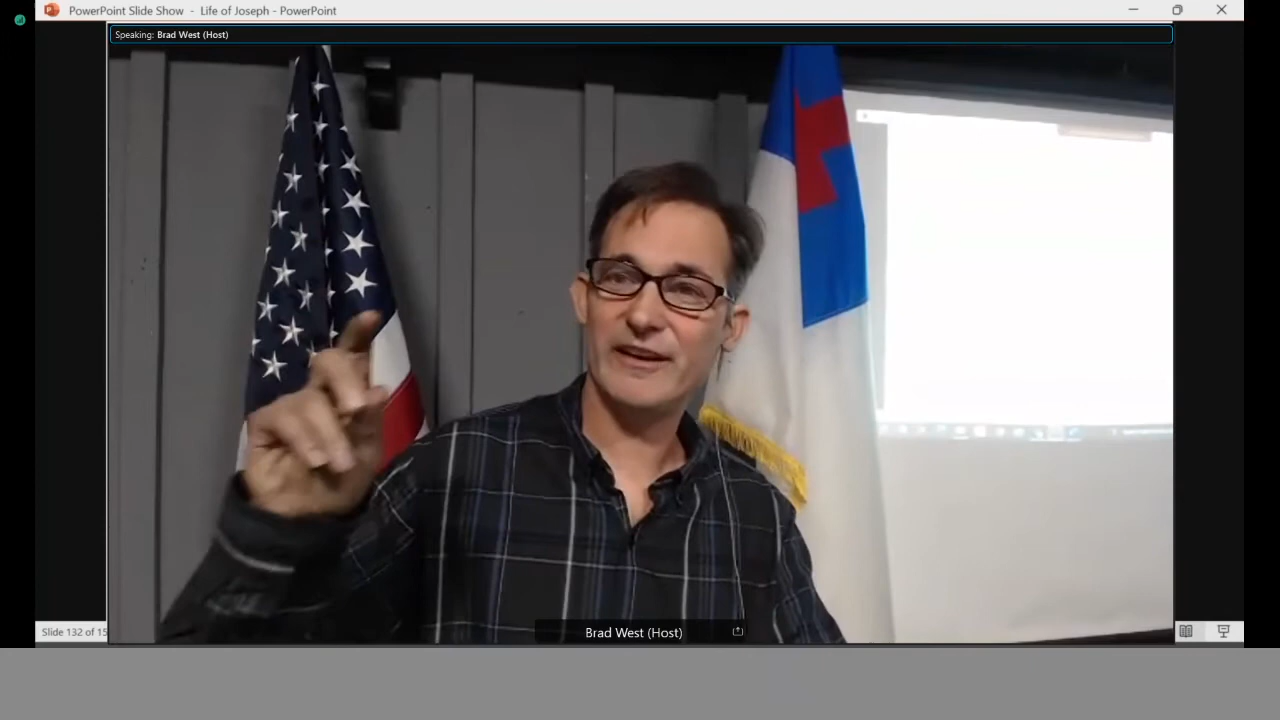 PowerPoint Slide Show - Life of Joseph - PowerPoint
Speaking: Brad West (Host)
Brad West (Host)
Slide 132 of 15